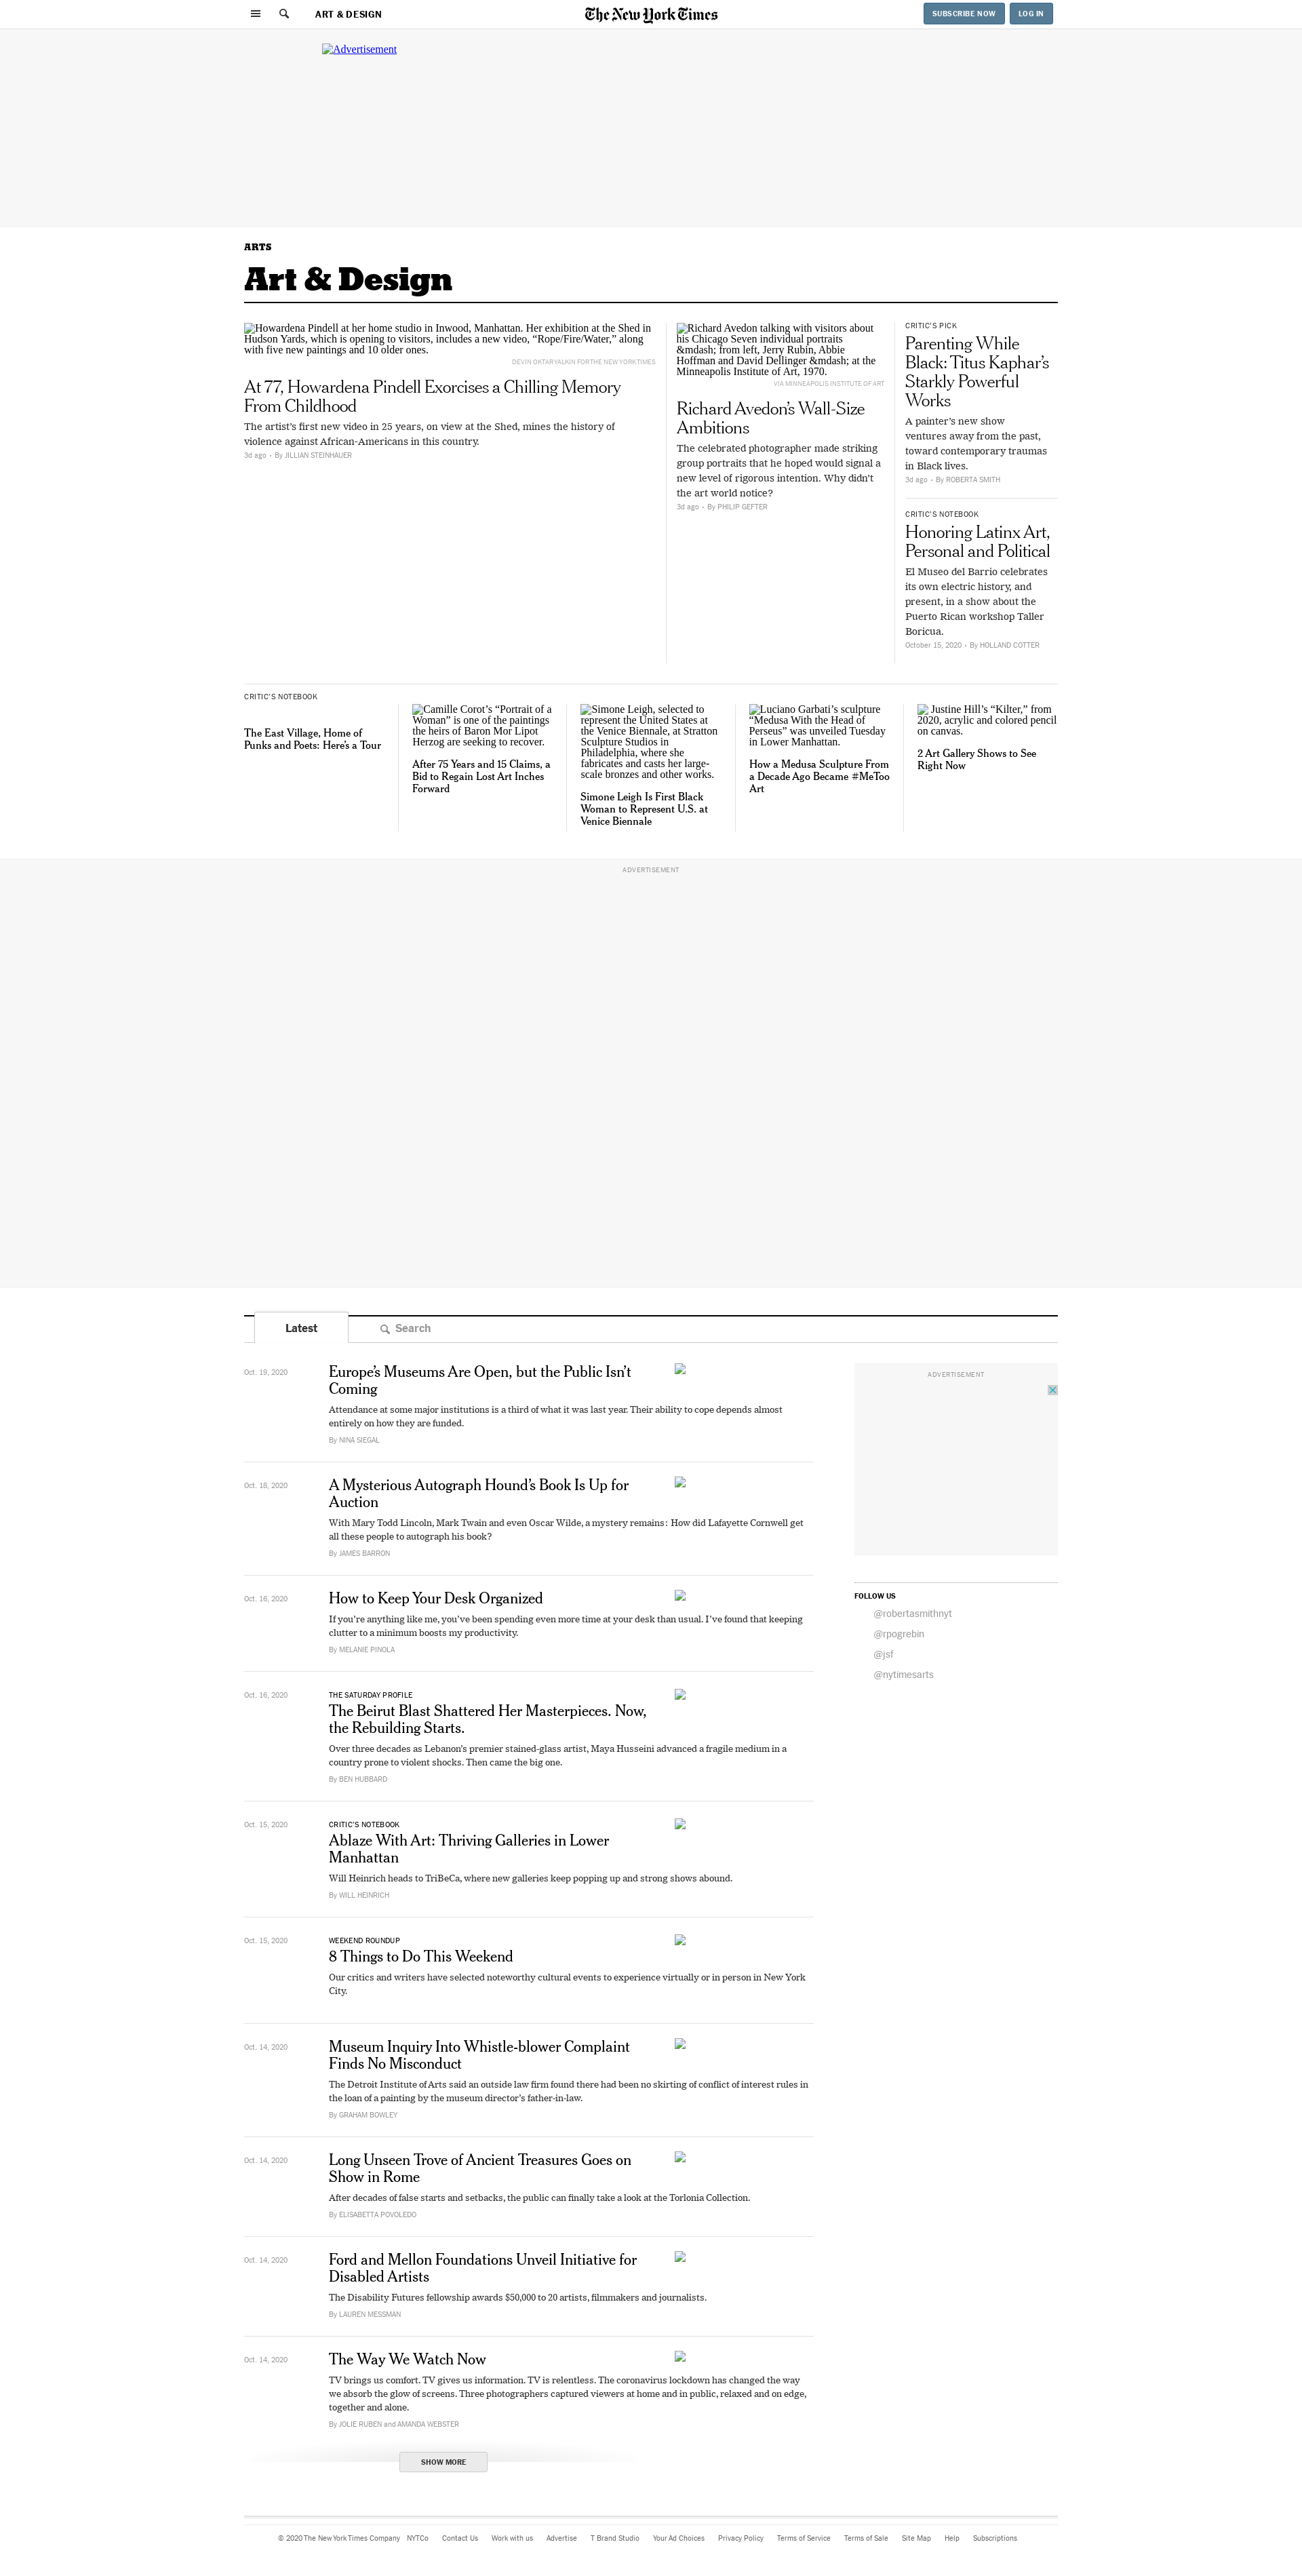 ART & DESIGN
The New York Times
SUBSCRIBE NOW
LOG IN
Advertisement
ARTS
Art & Design
Howardena Pindell at her home studio in Inwood, Manhattan. Her exhibition at the Shed in
Hudson Yards, which is opening to visitors, includes a new video, “Rope/Fire/Water,” along
with five new paintings and 10 older ones.
DEVIN OKTAR YALKIN FOR THE NEW YORK TIMES
At 77, Howardena Pindell Exorcises a Chilling Memory
From Childhood
The artist’s first new video in 25 years, on view at the Shed, mines the history of
violence against African-Americans in this country.
3d ago • By JILLIAN STEINHAUER
Richard Avedon talking with visitors about
his Chicago Seven individual portraits
&mdash; from left, Jerry Rubin, Abbie
Hoffman and David Dellinger &mdash; at the
Minneapolis Institute of Art, 1970.
VIA MINNEAPOLIS INSTITUTE OF ART
Richard Avedon’s Wall-Size
Ambitions
The celebrated photographer made striking
group portraits that he hoped would signal a
new level of rigorous intention. Why didn’t
the art world notice?
3d ago • By PHILIP GEFTER
CRITIC’S PICK
Parenting While
Black: Titus Kaphar’s
Starkly Powerful
Works
A painter’s new show
ventures away from the past,
toward contemporary traumas
in Black lives.
3d ago • By ROBERTA SMITH
CRITIC’S NOTEBOOK
Honoring Latinx Art,
Personal and Political
El Museo del Barrio celebrates
its own electric history, and
present, in a show about the
Puerto Rican workshop Taller
Boricua.
October 15, 2020 • By HOLLAND COTTER
CRITIC’S NOTEBOOK
The East Village, Home of
Punks and Poets: Here’s a Tour
Camille Corot’s “Portrait of a
Woman” is one of the paintings
the heirs of Baron Mor Lipot
Herzog are seeking to recover.
After 75 Years and 15 Claims, a
Bid to Regain Lost Art Inches
Forward
Simone Leigh, selected to
represent the United States at
the Venice Biennale, at Stratton
Sculpture Studios in
Philadelphia, where she
fabricates and casts her large-
scale bronzes and other works.
Simone Leigh Is First Black
Woman to Represent U.S. at
Venice Biennale
Luciano Garbati’s sculpture
“Medusa With the Head of
Perseus” was unveiled Tuesday
in Lower Manhattan.
How a Medusa Sculpture From
a Decade Ago Became #MeToo
Art
Justine Hill’s “Kilter,” from
2020, acrylic and colored pencil
on canvas.
2 Art Gallery Shows to See
Right Now
ADVERTISEMENT
Latest
Search
Oct. 19, 2020
Europe’s Museums Are Open, but the Public Isn’t
Coming
Attendance at some major institutions is a third of what it was last year. Their ability to cope depends almost
entirely on how they are funded.
By NINA SIEGAL
ADVERTISEMENT
Oct. 18, 2020
A Mysterious Autograph Hound’s Book Is Up for
Auction
With Mary Todd Lincoln, Mark Twain and even Oscar Wilde, a mystery remains: How did Lafayette Cornwell get
all these people to autograph his book?
By JAMES BARRON
Oct. 16, 2020
How to Keep Your Desk Organized
If you’re anything like me, you’ve been spending even more time at your desk than usual. I’ve found that keeping
clutter to a minimum boosts my productivity.
By MELANIE PINOLA
FOLLOW US
@robertasmithnyt
@rpogrebin
@jsf
@nytimesarts
Oct. 16, 2020
THE SATURDAY PROFILE
The Beirut Blast Shattered Her Masterpieces. Now,
the Rebuilding Starts.
Over three decades as Lebanon’s premier stained-glass artist, Maya Husseini advanced a fragile medium in a
country prone to violent shocks. Then came the big one.
By BEN HUBBARD
Oct. 15, 2020
CRITIC’S NOTEBOOK
Ablaze With Art: Thriving Galleries in Lower
Manhattan
Will Heinrich heads to TriBeCa, where new galleries keep popping up and strong shows abound.
By WILL HEINRICH
Oct. 15, 2020
WEEKEND ROUNDUP
8 Things to Do This Weekend
Our critics and writers have selected noteworthy cultural events to experience virtually or in person in New York
City.
Oct. 14, 2020
Museum Inquiry Into Whistle-blower Complaint
Finds No Misconduct
The Detroit Institute of Arts said an outside law firm found there had been no skirting of conflict of interest rules in
the loan of a painting by the museum director’s father-in-law.
By GRAHAM BOWLEY
Oct. 14, 2020
Long Unseen Trove of Ancient Treasures Goes on
Show in Rome
After decades of false starts and setbacks, the public can finally take a look at the Torlonia Collection.
By ELISABETTA POVOLEDO
Oct. 14, 2020
Ford and Mellon Foundations Unveil Initiative for
Disabled Artists
The Disability Futures fellowship awards $50,000 to 20 artists, filmmakers and journalists.
By LAUREN MESSMAN
Oct. 14, 2020
The Way We Watch Now
TV brings us comfort. TV gives us information. TV is relentless. The coronavirus lockdown has changed the way
we absorb the glow of screens. Three photographers captured viewers at home and in public, relaxed and on edge,
together and alone.
By JOLIE RUBEN and AMANDA WEBSTER
SHOW MORE
© 2020 The New York Times Company NYTCo Contact Us Work with us Advertise T Brand Studio Your Ad Choices Privacy Policy Terms of Service Terms of Sale Site Map Help Subscriptions